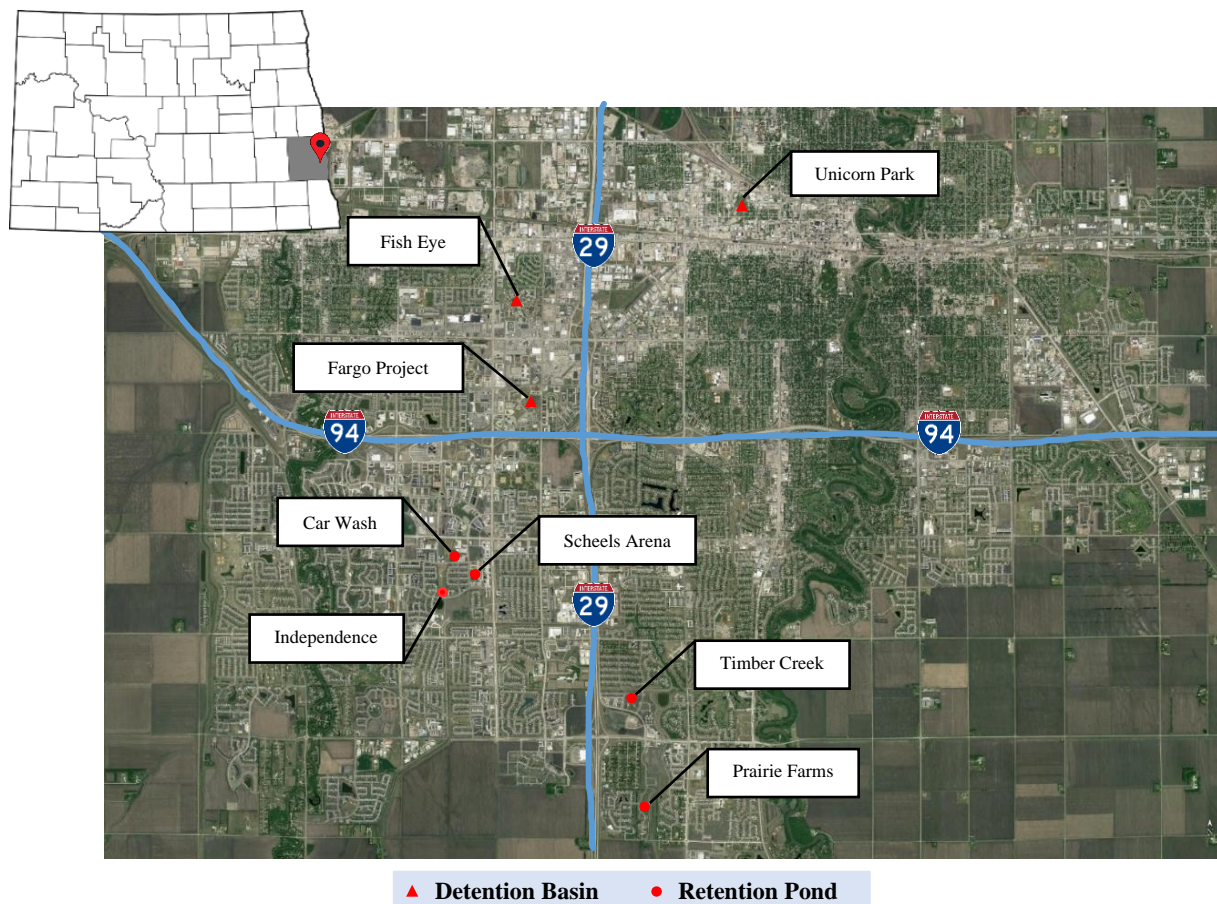 Unicorn Park
Fish Eye
INTERSTATE
29
Fargo Project
INTERSTATE
94
INTERSTATE
94
Car Wash
Scheels Arena
INTERSTATE
29
Independence
Timber Creek
Prairie Farms
Detention Basin
Retention Pond